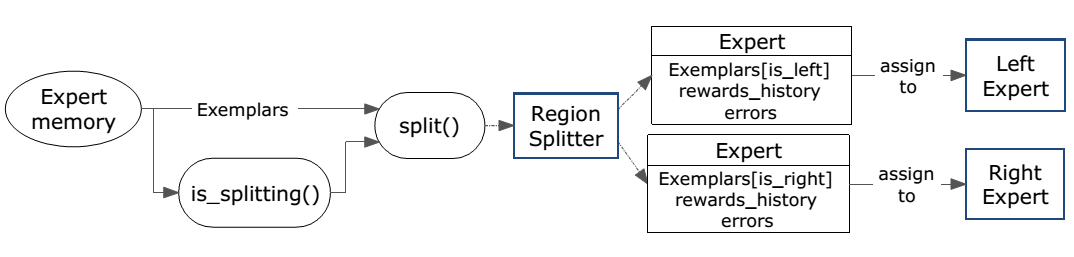 Expert
memory
Exemplars
is_splitting()
split()
Region
Splitter
Expert
Exemplars[is_left]
rewards_history
errors
assign
to
Left
Expert
Expert
Exemplars[is_right]
rewards_history
errors
assign
to
Right
Expert